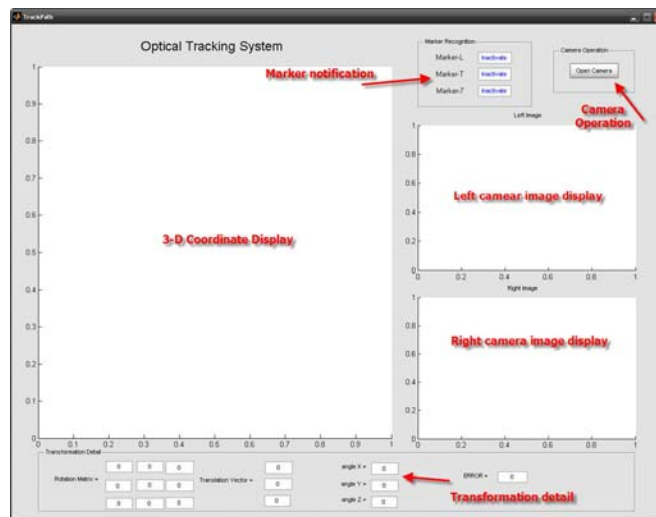 TrackPath
Optical Tracking System
Marker Recognition
Marker-L Inactivate
Marker-T Inactivate
Marker-7 Inactivate
Marker notification
Camera Operation
Open Camera
Camera
Operation
Left Image
1
0.9
0.8
0.7
0.6
0.5
0.4
0.3
0.2
0.1
0
0 0.1 0.2 0.3 0.4 0.5 0.6 0.7 0.8 0.9 1
3-D Coordinate Display
1
0.8
0.6
0.4
0.2
0
0 0.2 0.4 0.6 0.8 1
Left camear image display
Right Image
1
0.8
0.6
0.4
0.2
0
0 0.2 0.4 0.6 0.8 1
Right camera image display
Transformation Detail
Rotation Matrix =
0 0 0
0 0 0
0 0 0
Translation Vector =
0
0
0
angle X = 0
angle Y = 0
angle Z = 0
ERROR = 0
Transformation detail